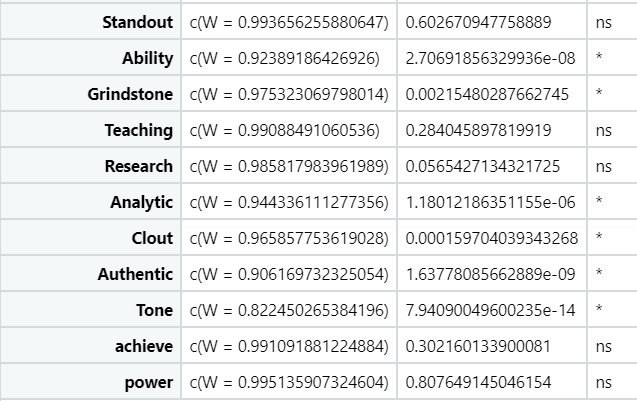 Standout c(W = 0.993656255880647) 0.602670947758889 ns
Ability c(W = 0.92389186426926) 2.70691856329936e-08 *
Grindstone c(W = 0.975323069798014) 0.00215480287662745 *
Teaching c(W = 0.99088491060536) 0.284045897819919 ns
Research c(W = 0.985817983961989) 0.0565427134321725 ns
Analytic c(W = 0.944336111277356) 1.18012186351155e-06 *
Clout c(W = 0.965857753619028) 0.000159704039343268 *
Authentic c(W = 0.906169732325054) 1.63778085662889e-09 *
Tone c(W = 0.822450265384196) 7.94090049600235e-14 *
achieve c(W = 0.991091881224884) 0.302160133900081 ns
power c(W = 0.995135907324604) 0.807649145046154 ns